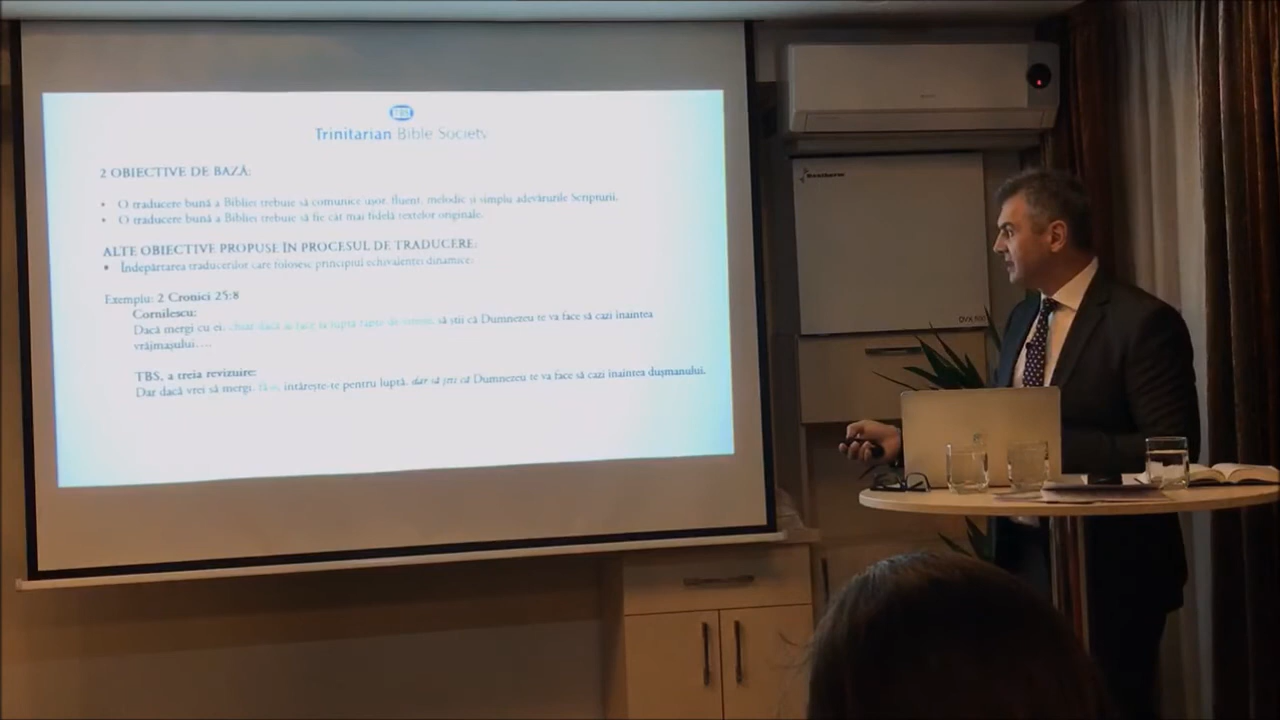 TBS
Trinitarian Bible Society
2 OBIECTIVE DE BAZĂ:
• O traducere bună a Bibliei trebuie să comunice ușor, fluent, melodic și simplu adevărurile Scripturii.
• O traducere bună a Bibliei trebuie să fie cât mai fidelă textelor originale.
ALTE OBIECTIVE PROPUSE ÎN PROCESUL DE TRADUCERE:
• Îndepărtarea traducerilor care folosesc principiul echivalenței dinamice:
Exemplu: 2 Cronici 25:8
Cornilescu:
Dacă mergi cu ei, chiar dacă ai face la luptă fapte de să știi că Dumnezeu te va face să cazi înaintea
vrăjmașului….
TBS, a treia revizuire:
Dar dacă vrei să mergi, întărește-te pentru luptă, dar să știi că Dumnezeu te va face să cazi înaintea dușmanului.